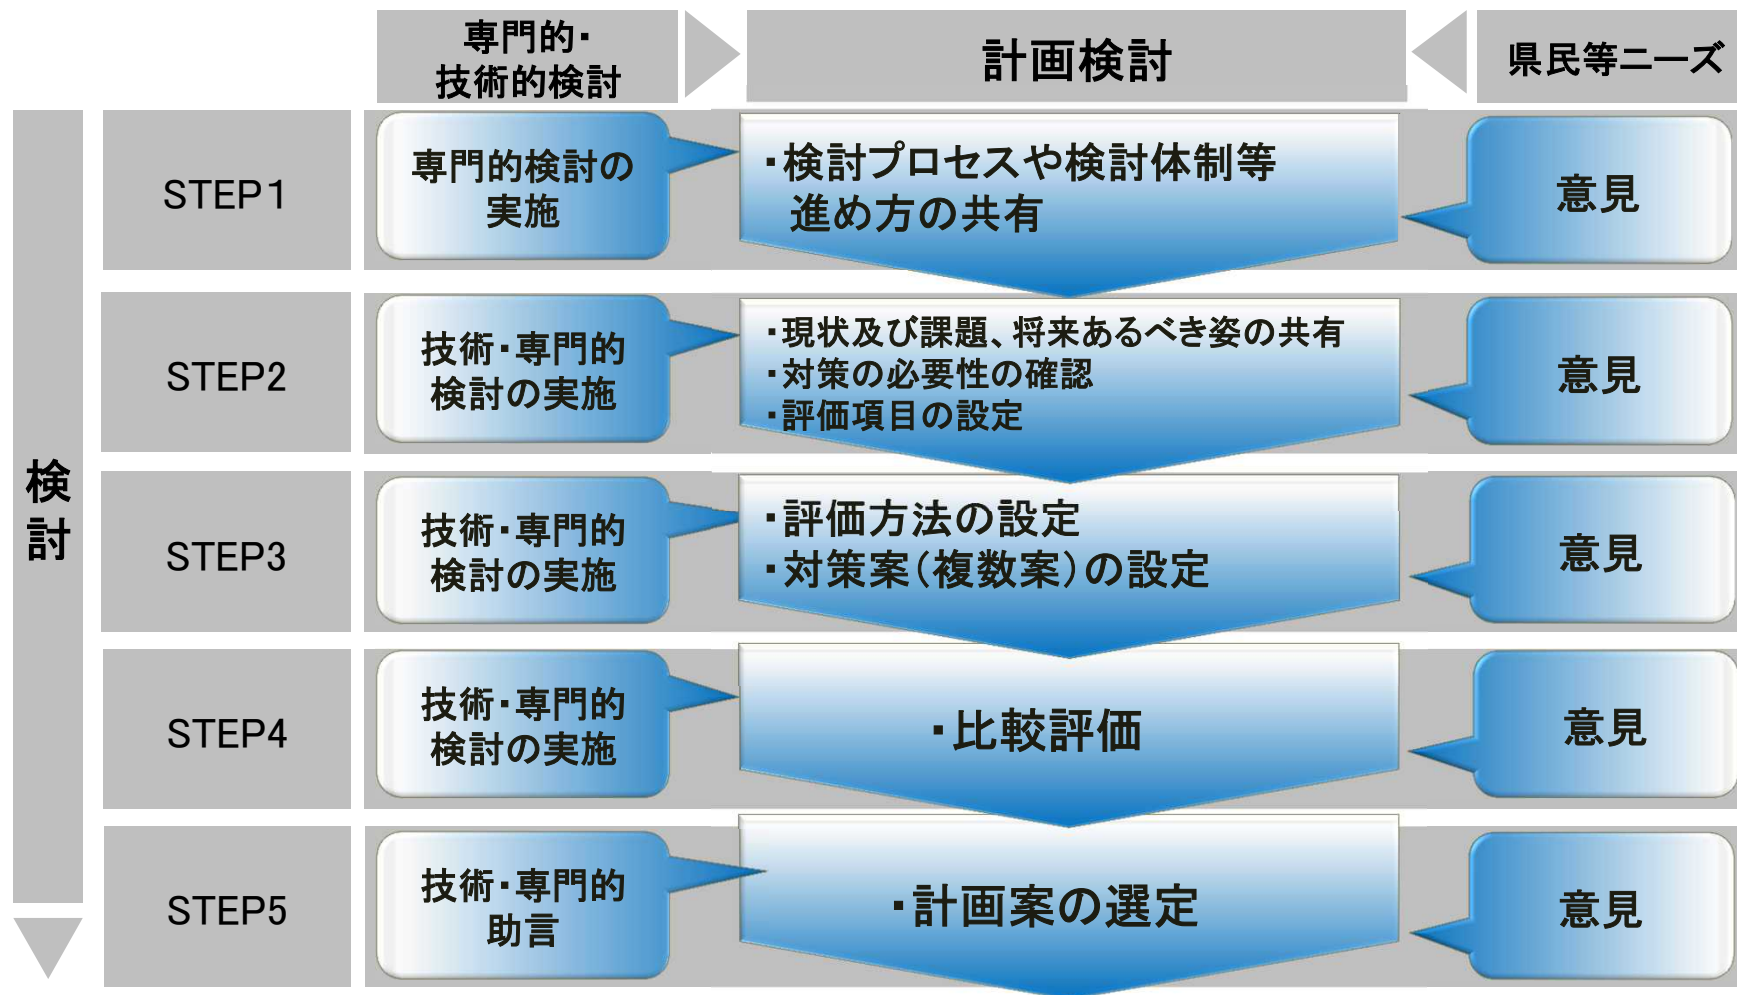 専門的・
技術的検討
計画検討
県民等ニーズ
検討
STEP1
専門的検討の
実施
・検討プロセスや検討体制等
進め方の共有
意見
STEP2
技術・専門的
検討の実施
・現状及び課題、将来あるべき姿の共有
・対策の必要性の確認
・評価項目の設定
意見
STEP3
技術・専門的
検討の実施
・評価方法の設定
・対策案(複数案)の設定
意見
STEP4
技術・専門的
検討の実施
・比較評価
意見
STEP5
技術・専門的
助言
・計画案の選定
意見